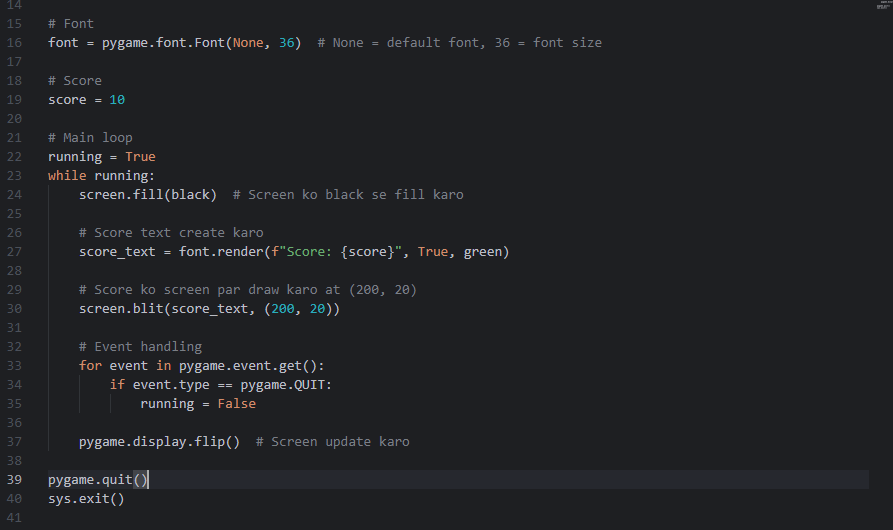 14
15 # Font
16 font = pygame.font.Font(None, 36)  # None = default font, 36 = font size
17
18 # Score
19 score = 10
20
21 # Main loop
22 running = True
23 while running:
24     screen.fill(black)  # Screen ko black se fill karo
25
26     # Score text create karo
27     score_text = font.render(f"Score: {score}", True, green)
28
29     # Score ko screen par draw karo at (200, 20)
30     screen.blit(score_text, (200, 20))
31
32     # Event handling
33     for event in pygame.event.get():
34         if event.type == pygame.QUIT:
35             running = False
36
37     pygame.display.flip()  # Screen update karo
38
39 pygame.quit()
40 sys.exit()
41